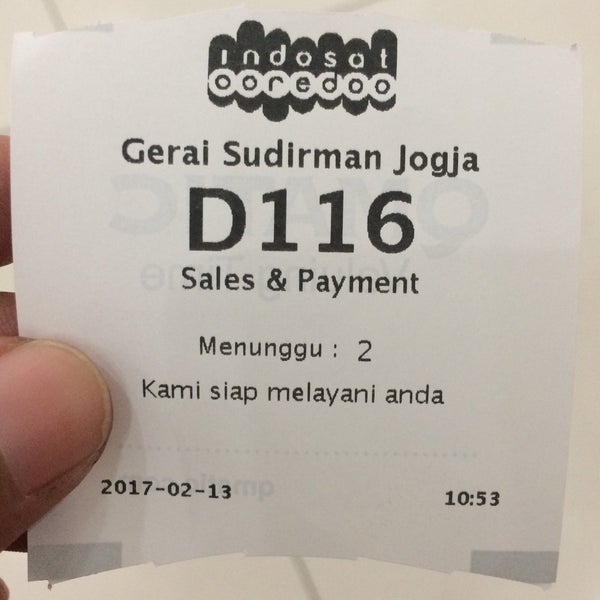 indosat
ooredoo
Gerai Sudirman Jogja
D116
Sales & Payment
Menunggu : 2
Kami siap melayani anda
2017-02-13 10:53
QMATIC